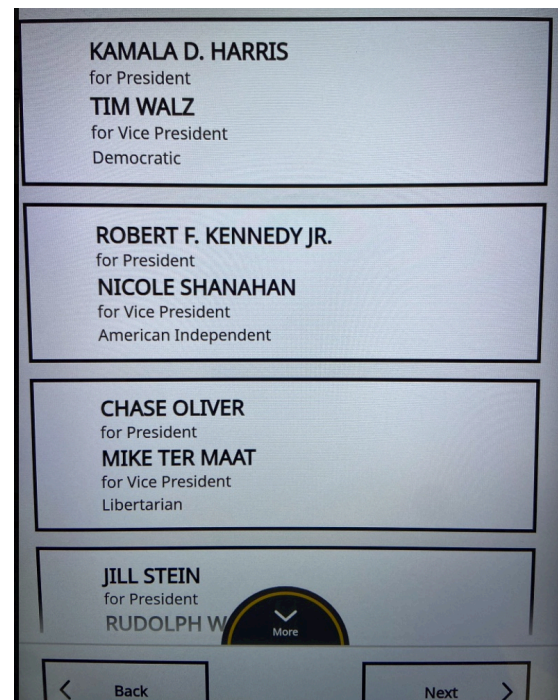 KAMALA D. HARRIS
for President
TIM WALZ
for Vice President
Democratic
ROBERT F. KENNEDY JR.
for President
NICOLE SHANAHAN
for Vice President
American Independent
CHASE OLIVER
for President
MIKE TER MAAT
for Vice President
Libertarian
JILL STEIN
for President
RUDOLPH W
More
Back
Next